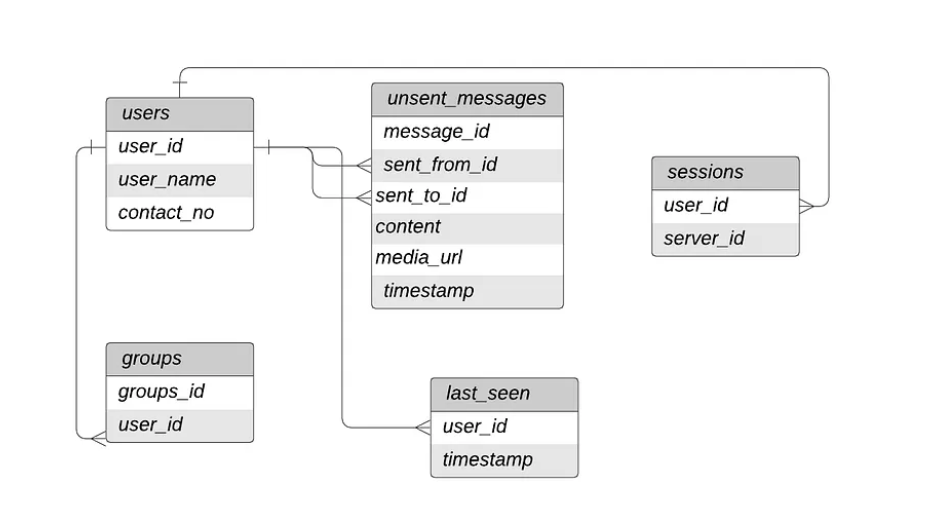 users
user_id
user_name
contact_no
unsent_messages
message_id
sent_from_id
sent_to_id
content
media_url
timestamp
sessions
user_id
server_id
groups
groups_id
user_id
last_seen
user_id
timestamp